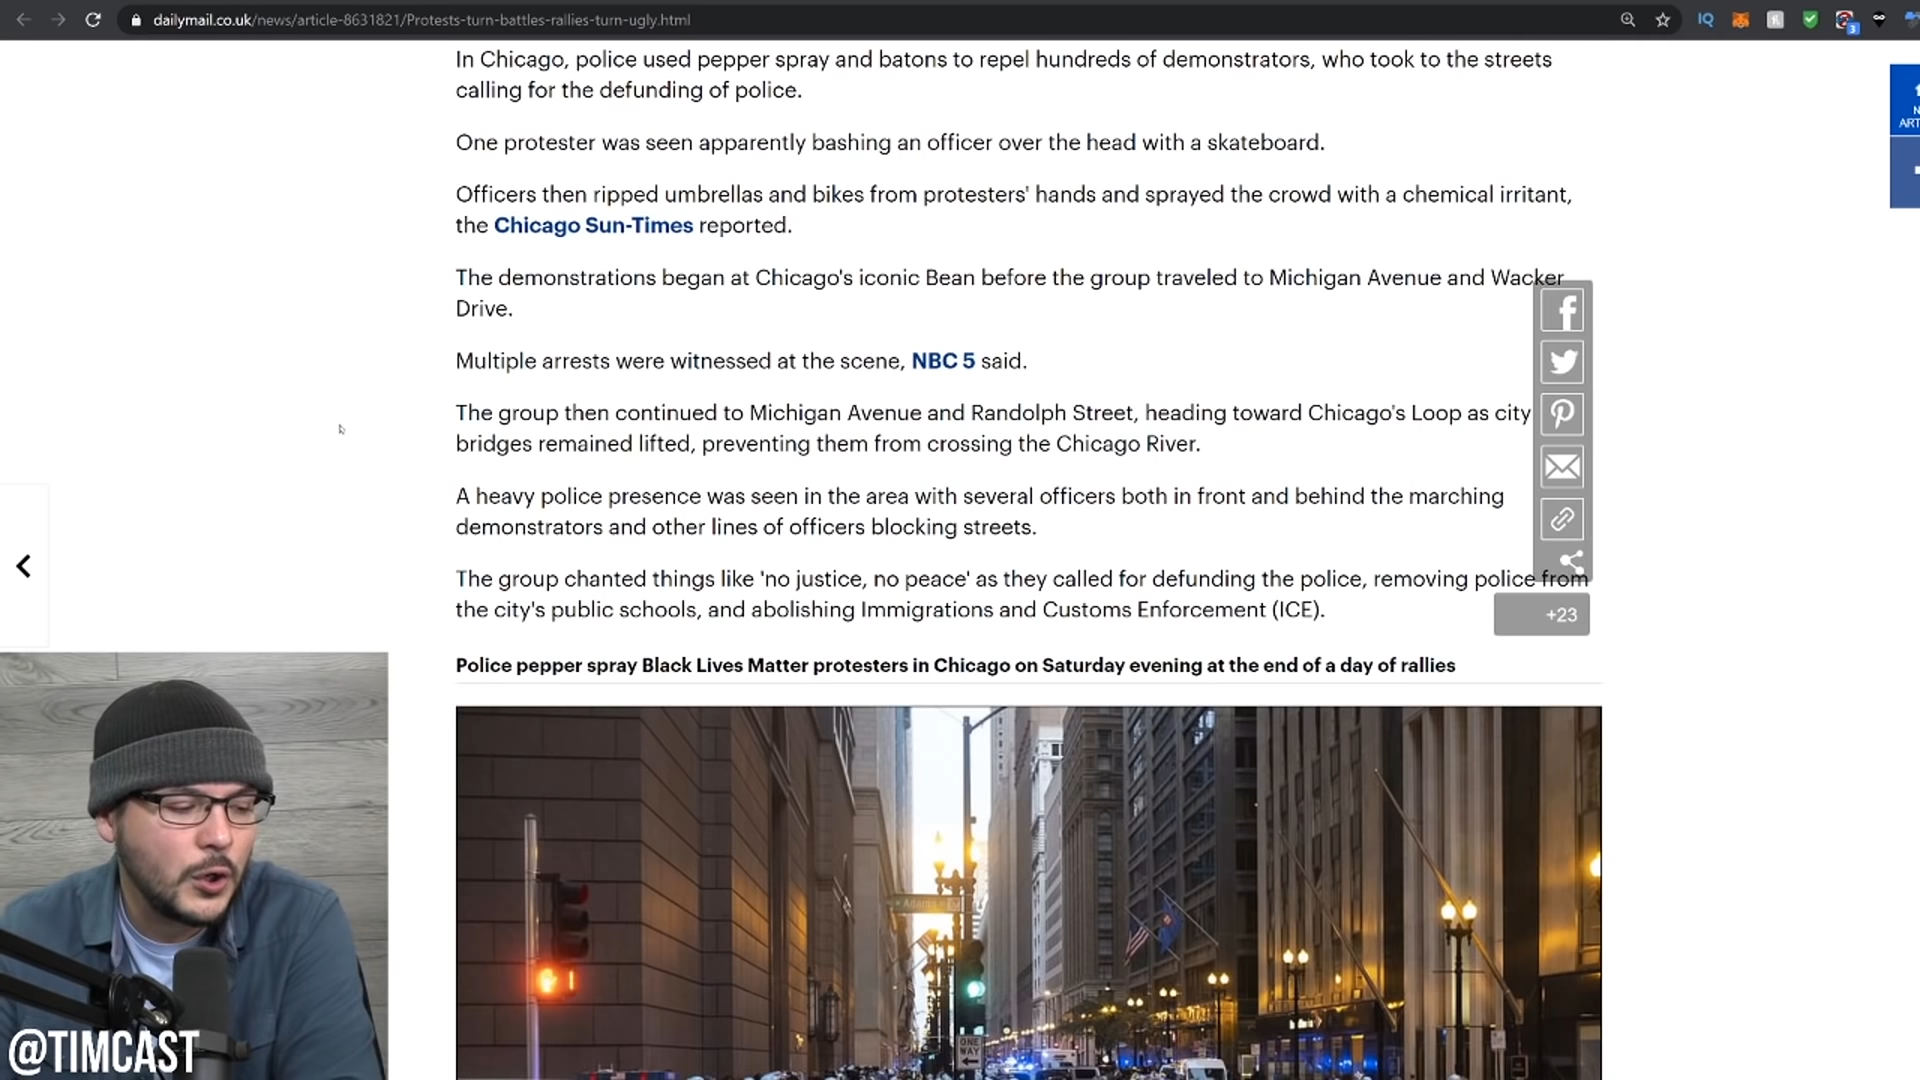 dailymail.co.uk/news/article-8631821/Protests-turn-battles-rallies-turn-ugly.html
IQ
3
In Chicago, police used pepper spray and batons to repel hundreds of demonstrators, who took to the streets
calling for the defunding of police.
One protester was seen apparently bashing an officer over the head with a skateboard.
Officers then ripped umbrellas and bikes from protesters' hands and sprayed the crowd with a chemical irritant,
the Chicago Sun-Times reported.
The demonstrations began at Chicago's iconic Bean before the group traveled to Michigan Avenue and Wacker
Drive.
Multiple arrests were witnessed at the scene, NBC 5 said.
The group then continued to Michigan Avenue and Randolph Street, heading toward Chicago's Loop as city
bridges remained lifted, preventing them from crossing the Chicago River.
A heavy police presence was seen in the area with several officers both in front and behind the marching
demonstrators and other lines of officers blocking streets.
The group chanted things like 'no justice, no peace' as they called for defunding the police, removing police from
the city's public schools, and abolishing Immigrations and Customs Enforcement (ICE).
+23
Police pepper spray Black Lives Matter protesters in Chicago on Saturday evening at the end of a day of rallies
Adams
ONE
WAY
@TIMCAST